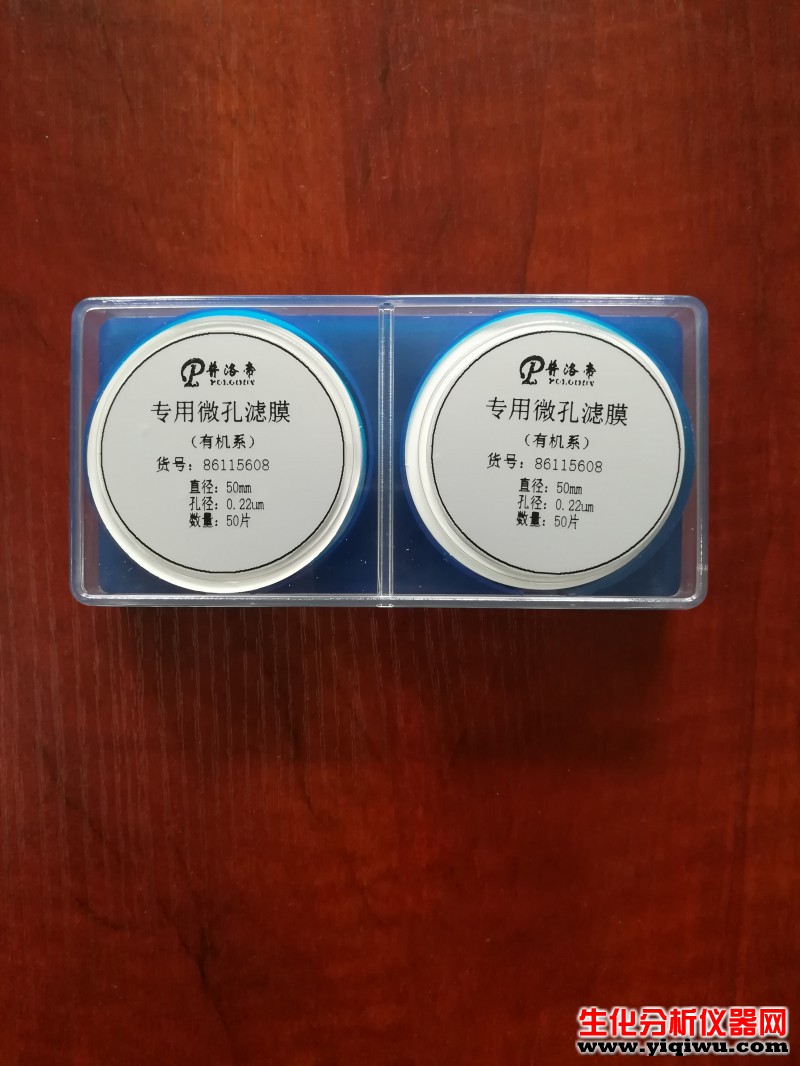 普洛帝
专用微孔滤膜
(有机系)
货号: 86115608
直径: 50mm
孔径: 0.22um
数量: 50片
普洛帝
专用微孔滤膜
(有机系)
货号: 86115608
直径: 50mm
孔径: 0.22um
数量: 50片
生化分析仪器网
www.yiqiwu.com